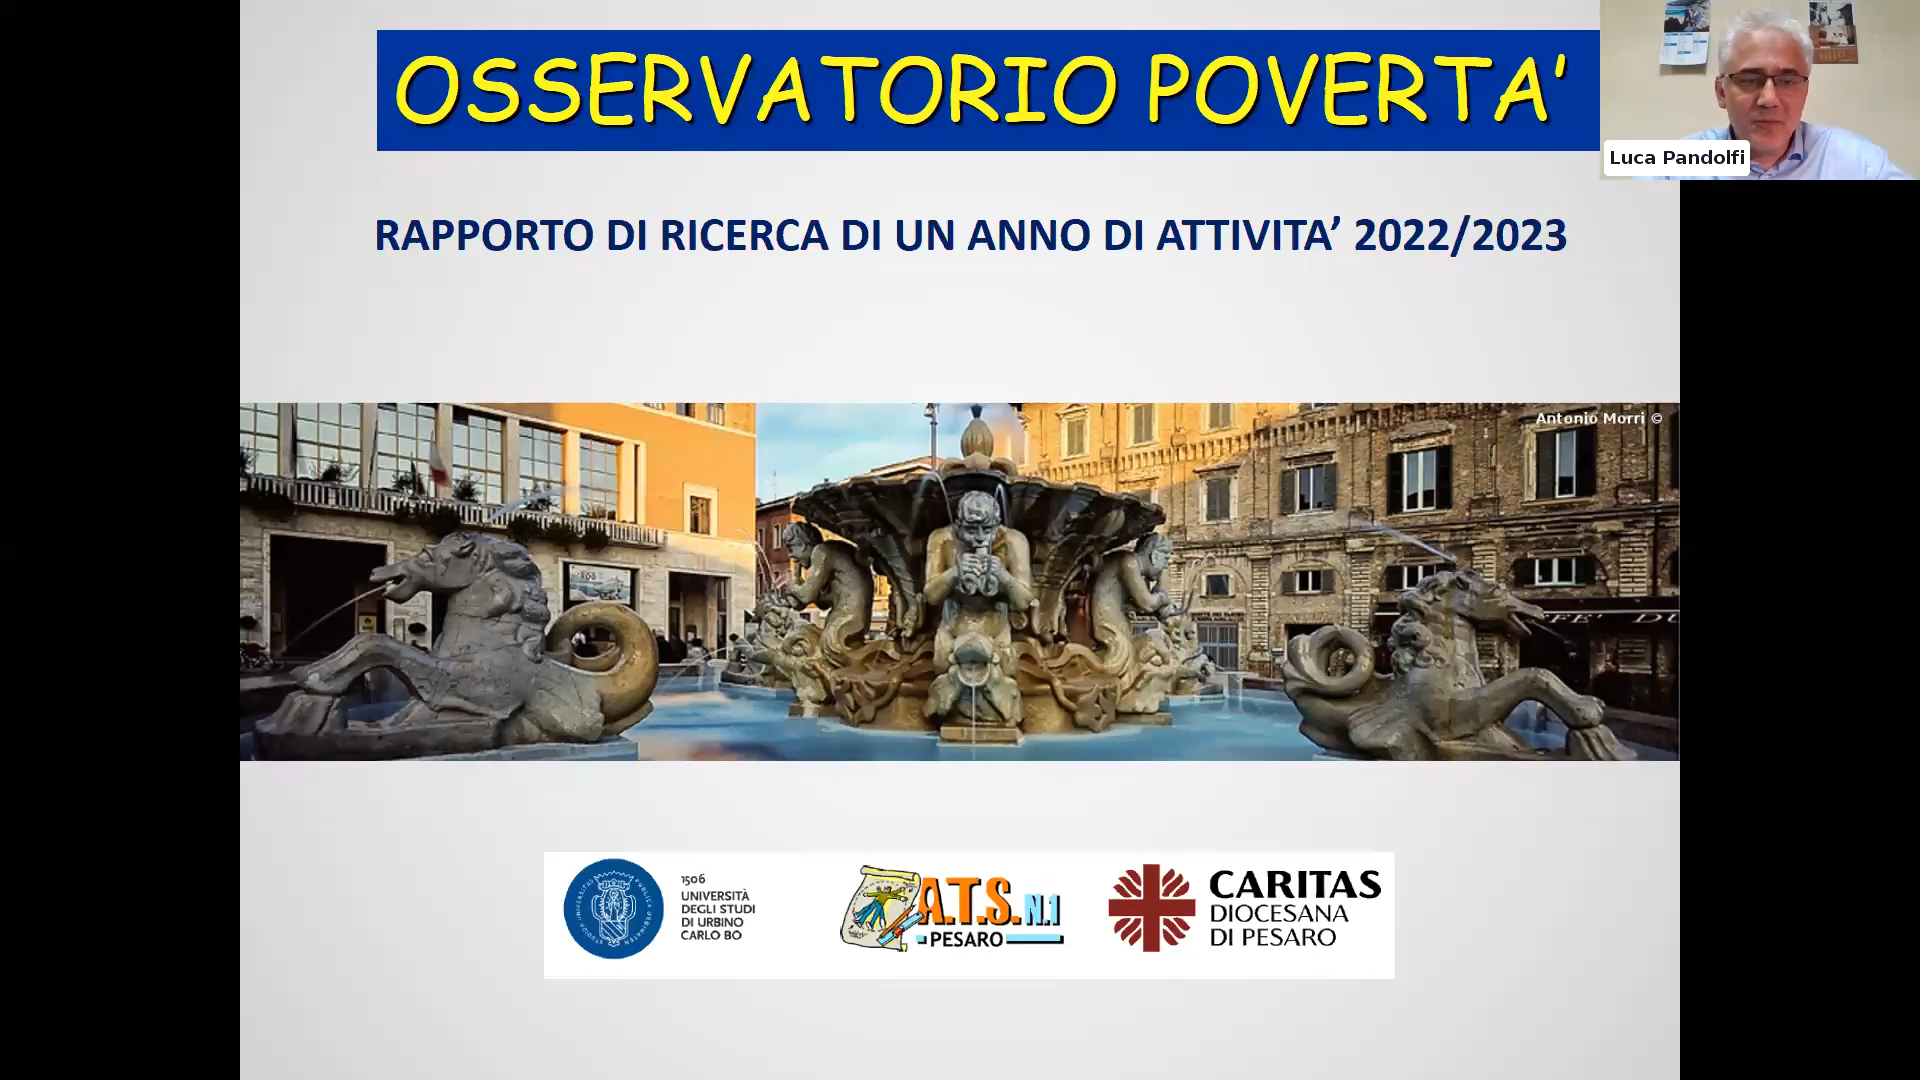 OSSERVATORIO POVERTA’
Luca Pandolfi
RAPPORTO DI RICERCA DI UN ANNO DI ATTIVITA’ 2022/2023
Antonio Morri ©
1506
UNIVERSITÀ
DEGLI STUDI
DI URBINO
CARLO BO
A.T.S. N.1
PESARO
CARITAS
DIOCESANA
DI PESARO